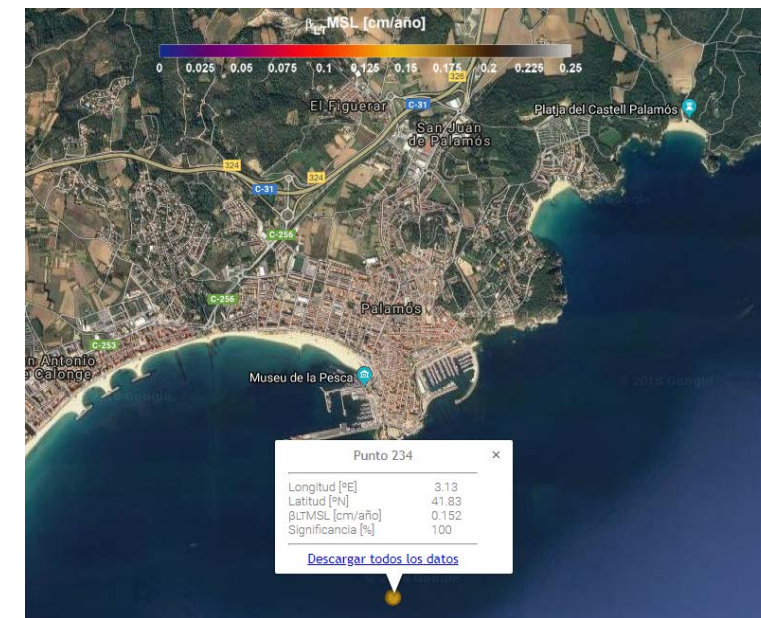 βLTMSL [cm/año]
0 0.025 0.05 0.075 0.1 0.125 0.15 0.175 0.2 0.225 0.25
326
El Figuerar
C-31
Platja del Castell Palamós
San Juan
de Palamós
324
324
C-31
C-256
C-256
Palamós
C-253
n Antonio
e Calonge
Museu de la Pesca
© 2018 Google
Punto 234 ×
Longitud [ºE] 3.13
Latitud [ºN] 41.83
βLTMSL [cm/año] 0.152
Significancia [%] 100
Descargar todos los datos